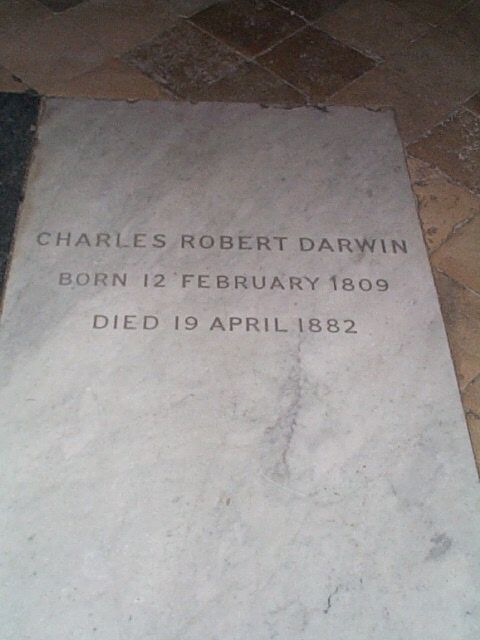 CHARLES ROBERT DARWIN
BORN 12 FEBRUARY 1809
DIED 19 APRIL 1882